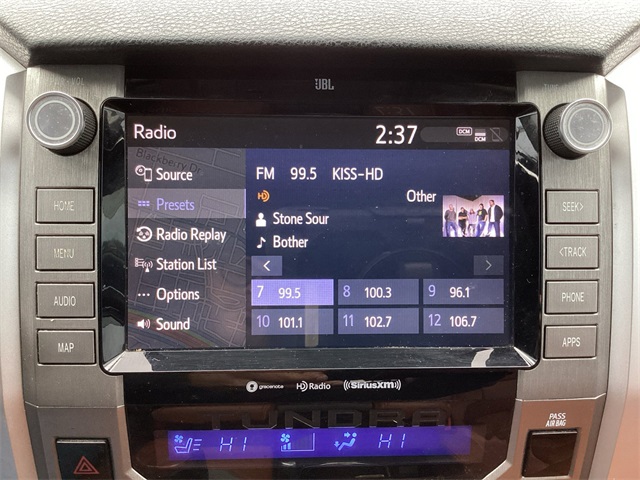 JBL
Radio 2:37 DCM DCM
Blackberry Dr
FM 99.5 KISS-HD
Source
HD Other
Presets
Stone Sour
Radio Replay
Bother
Station List
< >
Options
7 99.5 8 100.3 9 96.1
Sound
10 101.1 11 102.7 12 106.7
HOME
MENU
AUDIO
MAP
SEEK>
<TRACK
PHONE
APPS
gracenote HD Radio ((SiriusXM))
TUNDRA
HI HI
PASS
AIR BAG